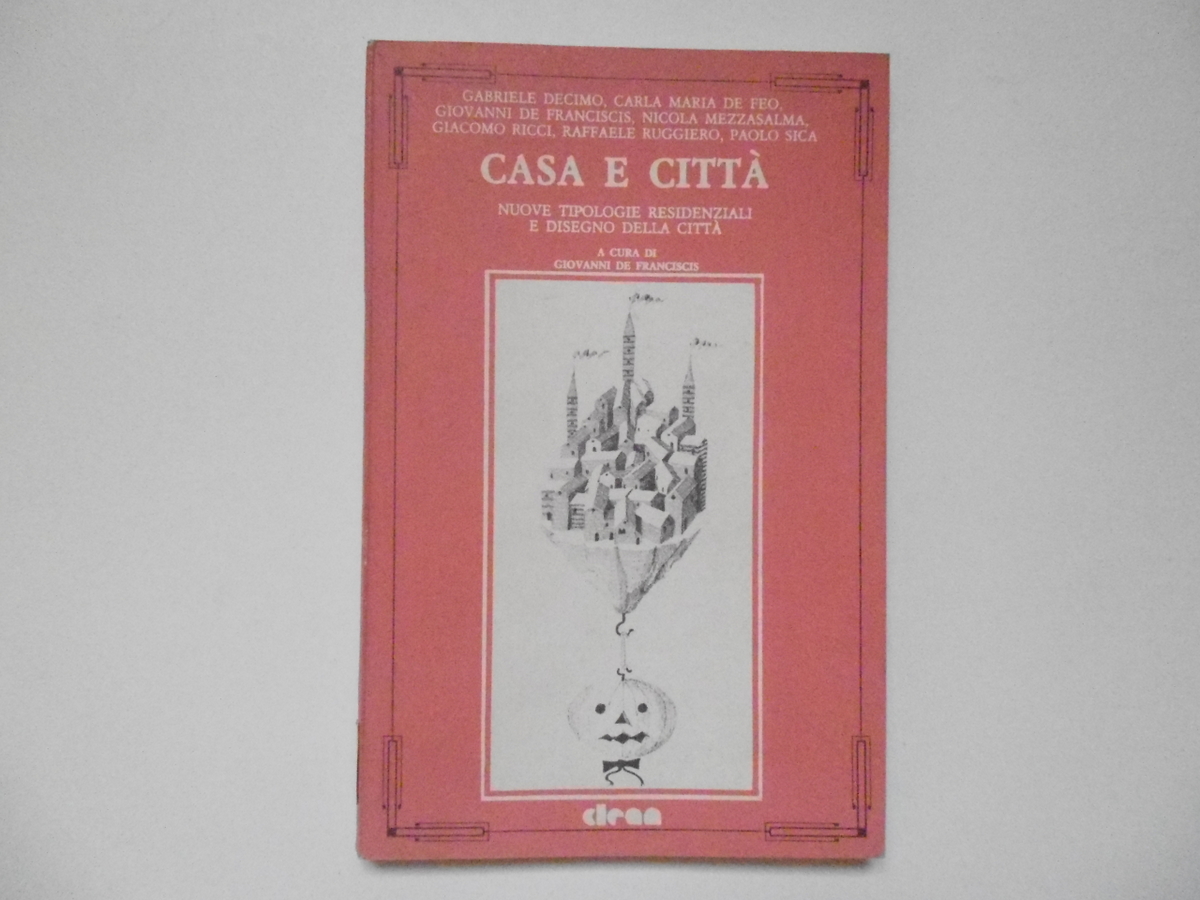 GABRIELE DECIMO, CARLA MARIA DE FEO,
GIOVANNI DE FRANCISCIS, NICOLA MEZZASALMA,
GIACOMO RICCI, RAFFAELE RUGGIERO, PAOLO SICA
CASA E CITTÀ
NUOVE TIPOLOGIE RESIDENZIALI
E DISEGNO DELLA CITTÀ
A CURA DI
GIOVANNI DE FRANCISCIS
clean